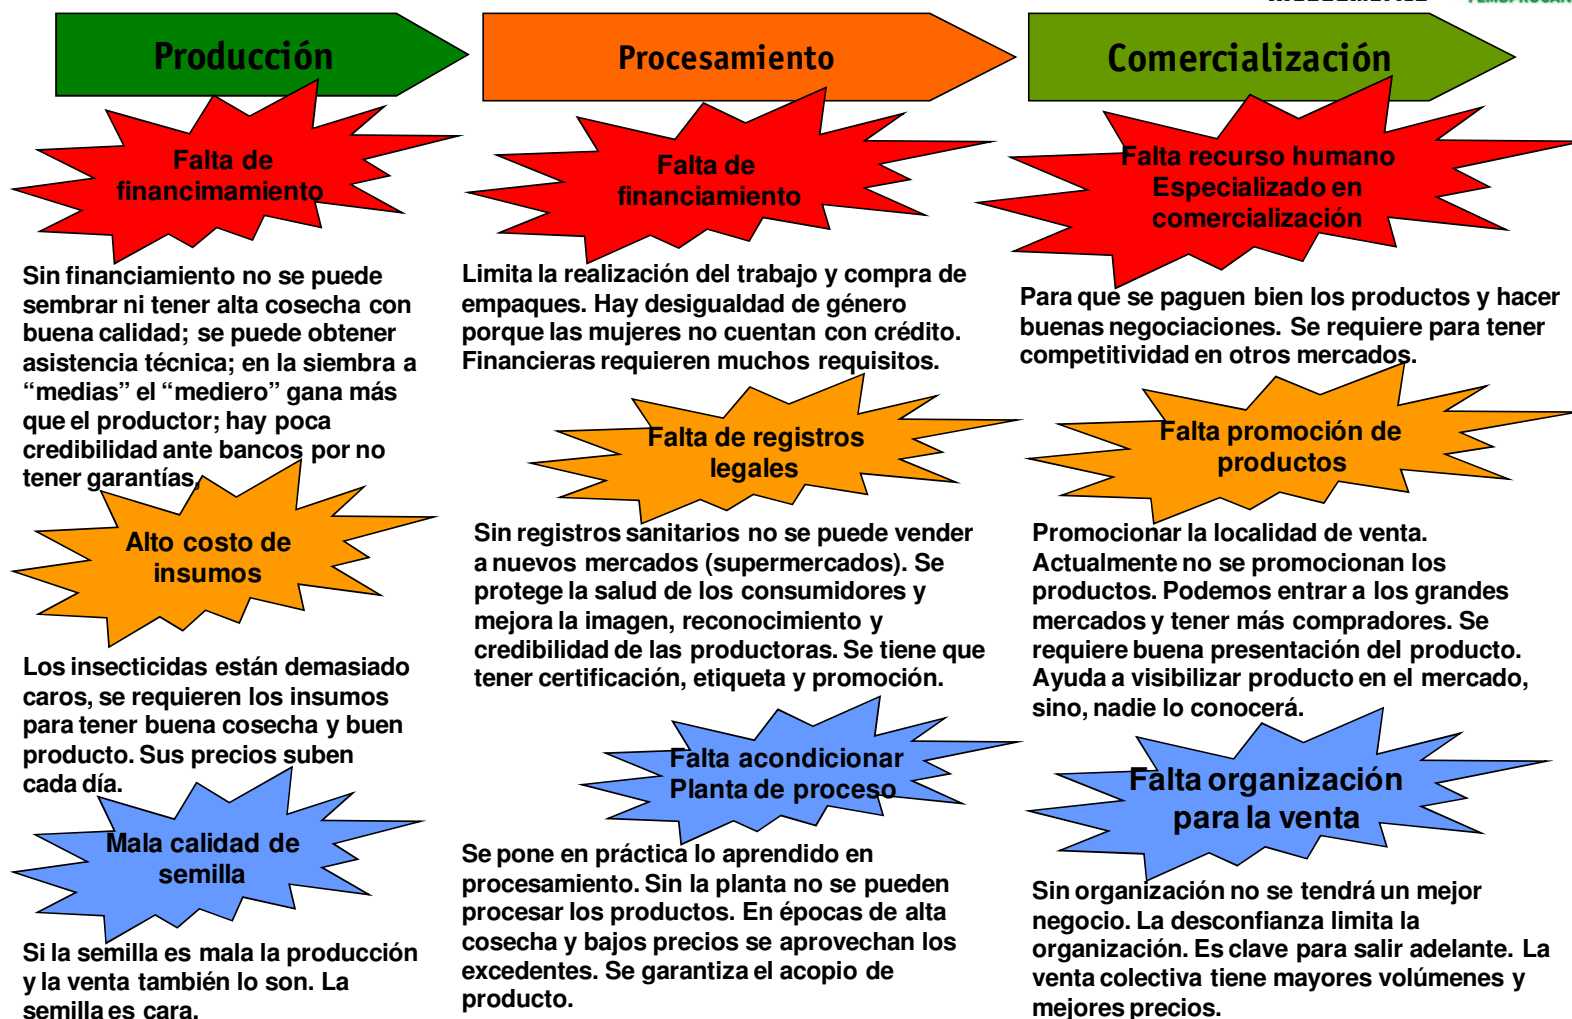 Producción
Falta de
financimamiento
Sin financiamiento no se puede
sembrar ni tener alta cosecha con
buena calidad; se puede obtener
asistencia técnica; en la siembra a
“medias” el “mediero” gana más
que el productor; hay poca
credibilidad ante bancos por no
tener garantías,
Alto costo de
insumos
Los insecticidas están demasiado
caros, se requieren los insumos
para tener buena cosecha y buen
producto. Sus precios suben
cada día.
Mala calidad de
semilla
Si la semilla es mala la producción
y la venta también lo son. La
semilla es cara.
Procesamiento
Falta de
financiamiento
Limita la realización del trabajo y compra de
empaques. Hay desigualdad de género
porque las mujeres no cuentan con crédito.
Financieras requieren muchos requisitos.
Falta de registros
legales
Sin registros sanitarios no se puede vender
a nuevos mercados (supermercados). Se
protege la salud de los consumidores y
mejora la imagen, reconocimiento y
credibilidad de las productoras. Se tiene que
tener certificación, etiqueta y promoción.
Falta acondicionar
Planta de proceso
Se pone en práctica lo aprendido en
procesamiento. Sin la planta no se pueden
procesar los productos. En épocas de alta
cosecha y bajos precios se aprovechan los
excedentes. Se garantiza el acopio de
producto.
Comercialización
Falta recurso humano
Especializado en
comercialización
Para que se paguen bien los productos y hacer
buenas negociaciones. Se requiere para tener
competitividad en otros mercados.
Falta promoción de
productos
Promocionar la localidad de venta.
Actualmente no se promocionan los
productos. Podemos entrar a los grandes
mercados y tener más compradores. Se
requiere buena presentación del producto.
Ayuda a visibilizar producto en el mercado,
sino, nadie lo conocerá.
Falta organización
para la venta
Sin organización no se tendrá un mejor
negocio. La desconfianza limita la
organización. Es clave para salir adelante. La
venta colectiva tiene mayores volúmenes y
mejores precios.